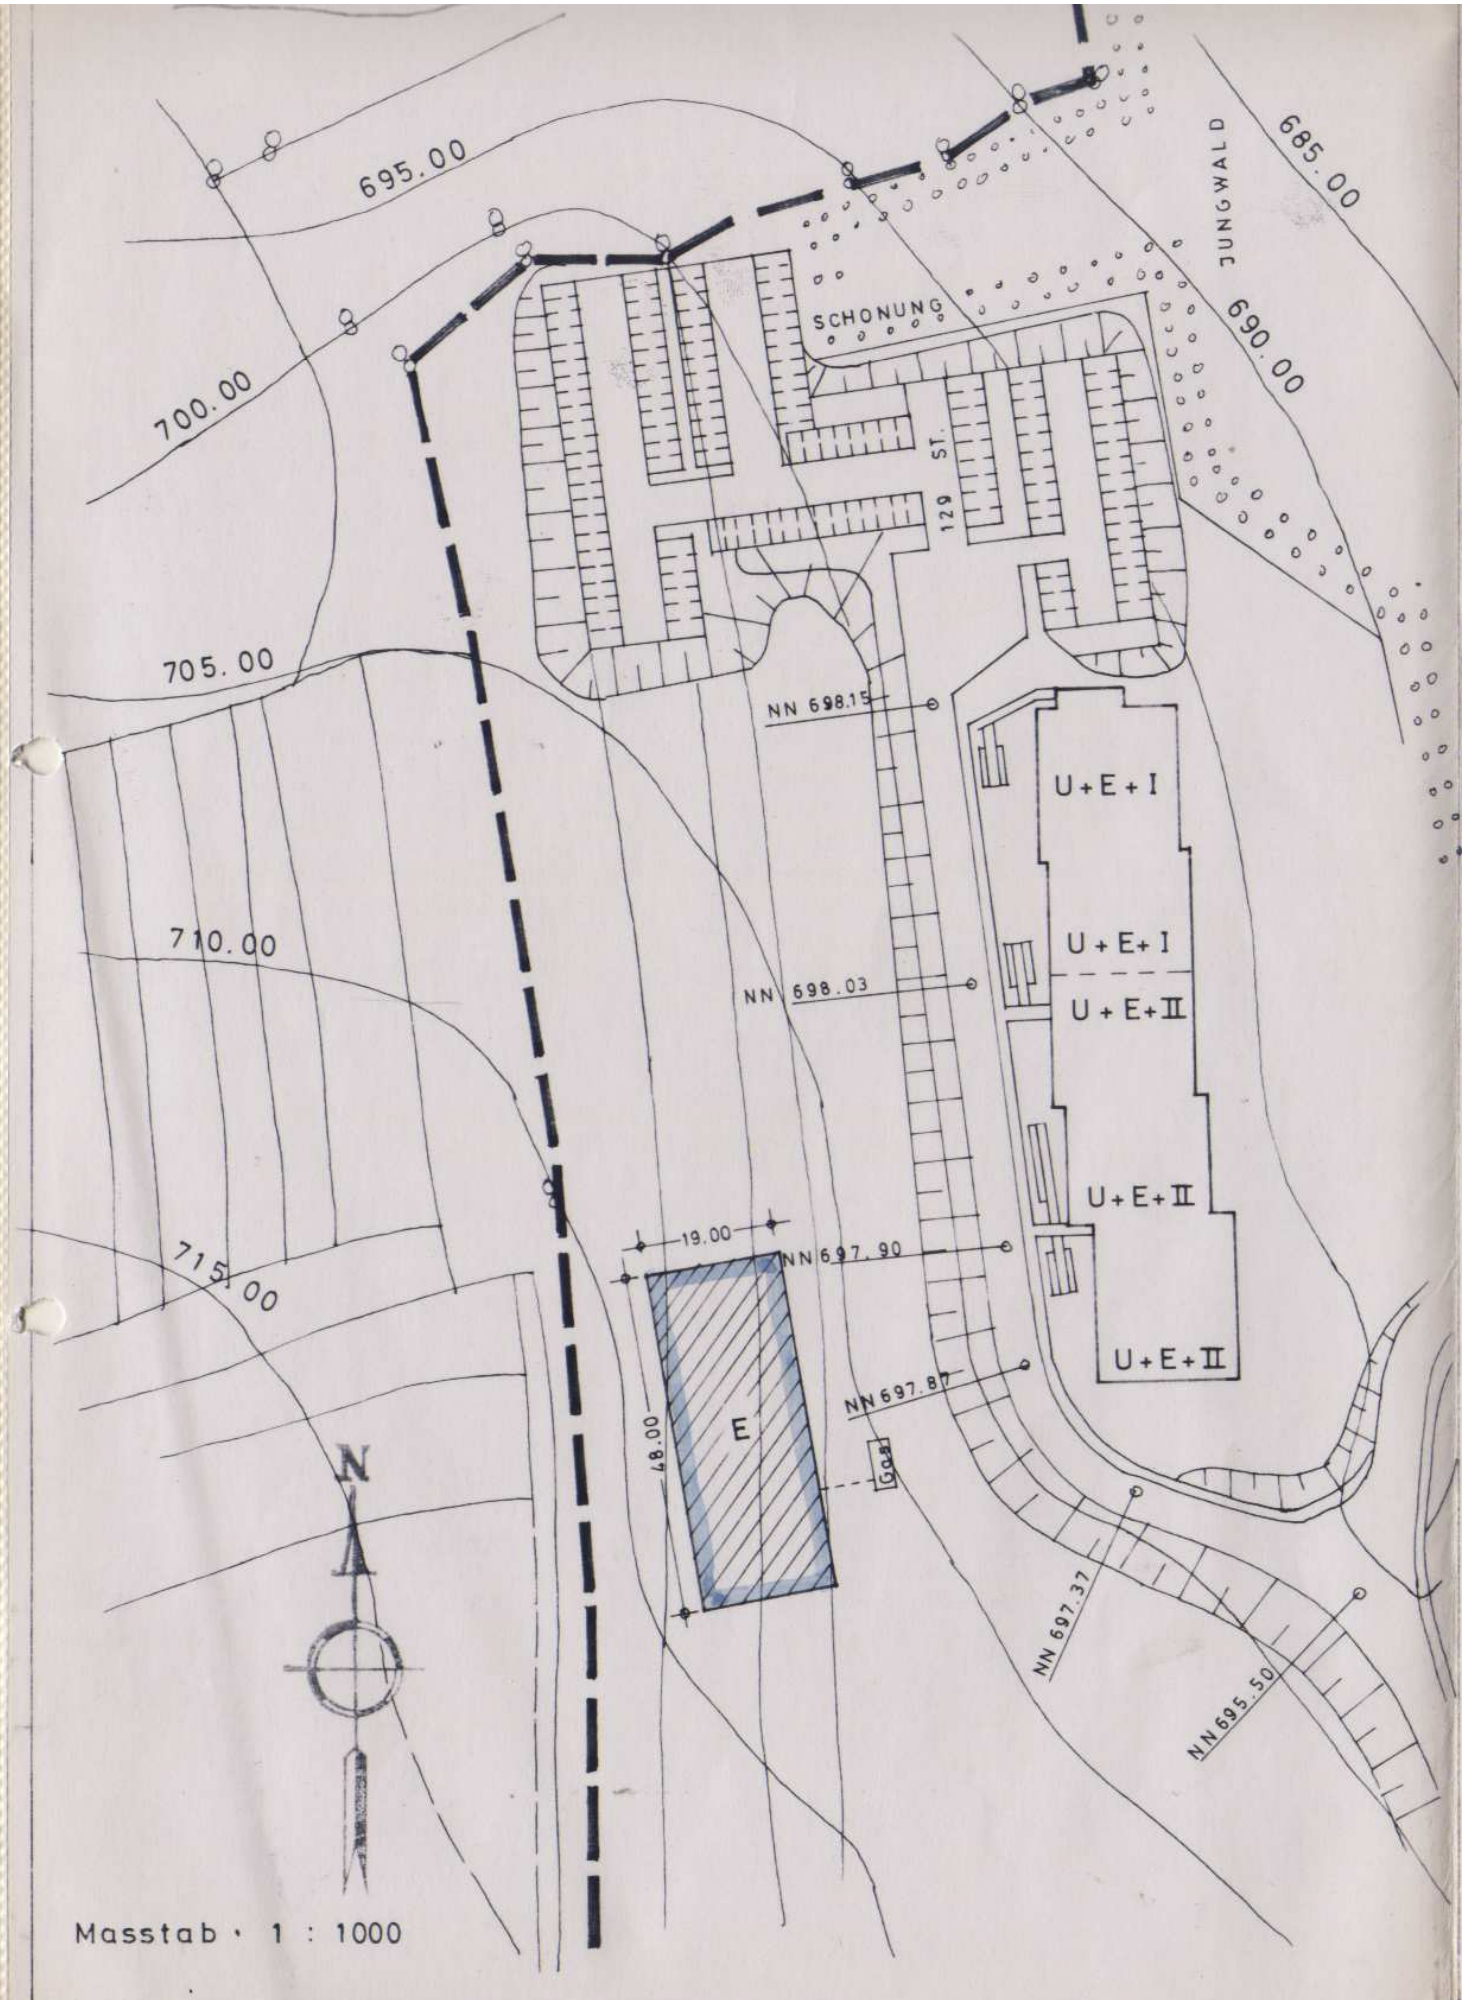 695.00
JUNGWALD
685.00
SCHONUNG
690.00
700.00
ST.
129
705.00
NN 698.15
U+E+I
710.00
U+E+I
NN 698.03
U+E+II
U+E+II
715.00
19.00
NN 697.90
U+E+II
NN 697.87
48.00
E
Gas
N
NN 697.37
NN 695.50
Masstab · 1 : 1000